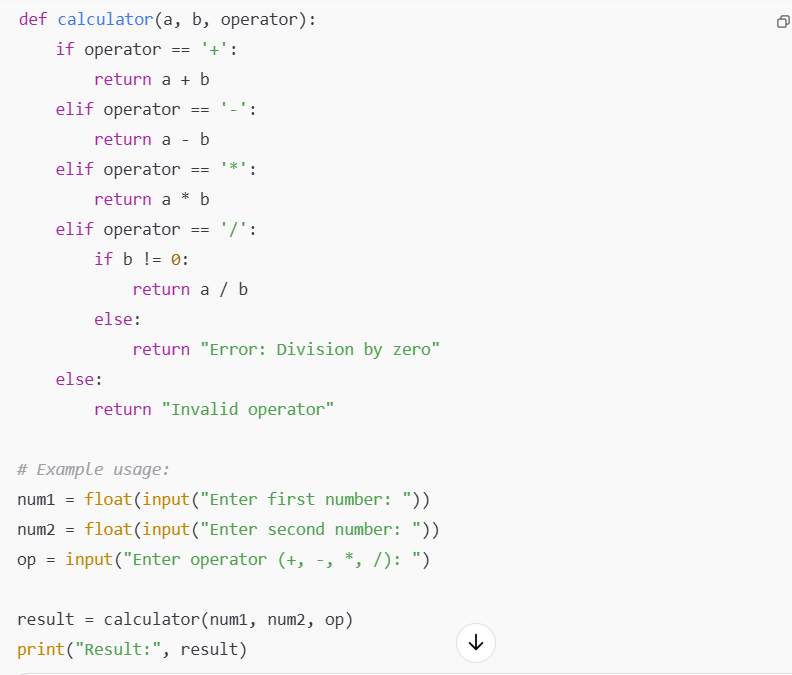 def calculator(a, b, operator):
    if operator == '+':
        return a + b
    elif operator == '-':
        return a - b
    elif operator == '*':
        return a * b
    elif operator == '/':
        if b != 0:
            return a / b
        else:
            return "Error: Division by zero"
    else:
        return "Invalid operator"

# Example usage:
num1 = float(input("Enter first number: "))
num2 = float(input("Enter second number: "))
op = input("Enter operator (+, -, *, /): ")

result = calculator(num1, num2, op)
print("Result:", result)